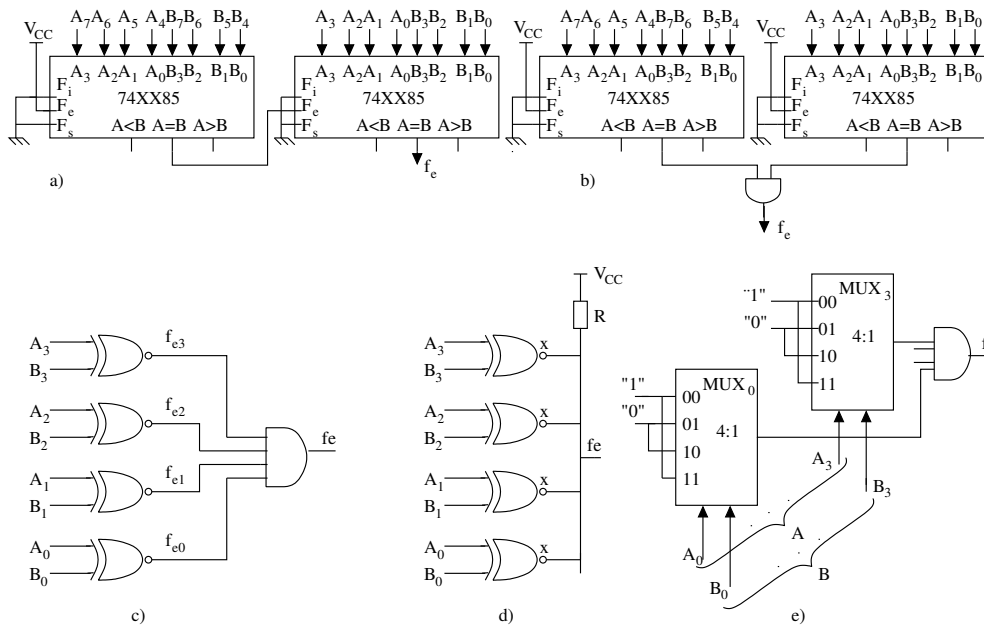 A7A6 A5 A4B7B6 B5B4 A3 A2A1 A0B3B2 B1B0 A7A6 A5 A4B7B6 B5B4 A3 A2A1 A0B3B2 B1B0
VCC VCC VCC
A3 A2A1 A0B3B2 B1B0 A3 A2A1 A0B3B2 B1B0 A3 A2A1 A0B3B2 B1B0 A3 A2A1 A0B3B2 B1B0
Fi Fi Fi Fi
74XX85 74XX85 74XX85 74XX85
Fe Fe Fe Fe
Fs A<B A=B A>B Fs A<B A=B A>B Fs A<B A=B A>B Fs A<B A=B A>B
a) fe b)
fe
VCC
R
"1" 00 MUX3
"0" 01 4:1
10
11
f
A3 B3 fe3
A2 B2 fe2
A1 B1 fe1
A0 B0 fe0
fe
c)
A3 B3 x
A2 B2 x
A1 B1 x
A0 B0 x
fe
d)
"1" 00 MUX0
"0" 01 4:1
10
11
A3
B3
A0 A
B0 B
e)